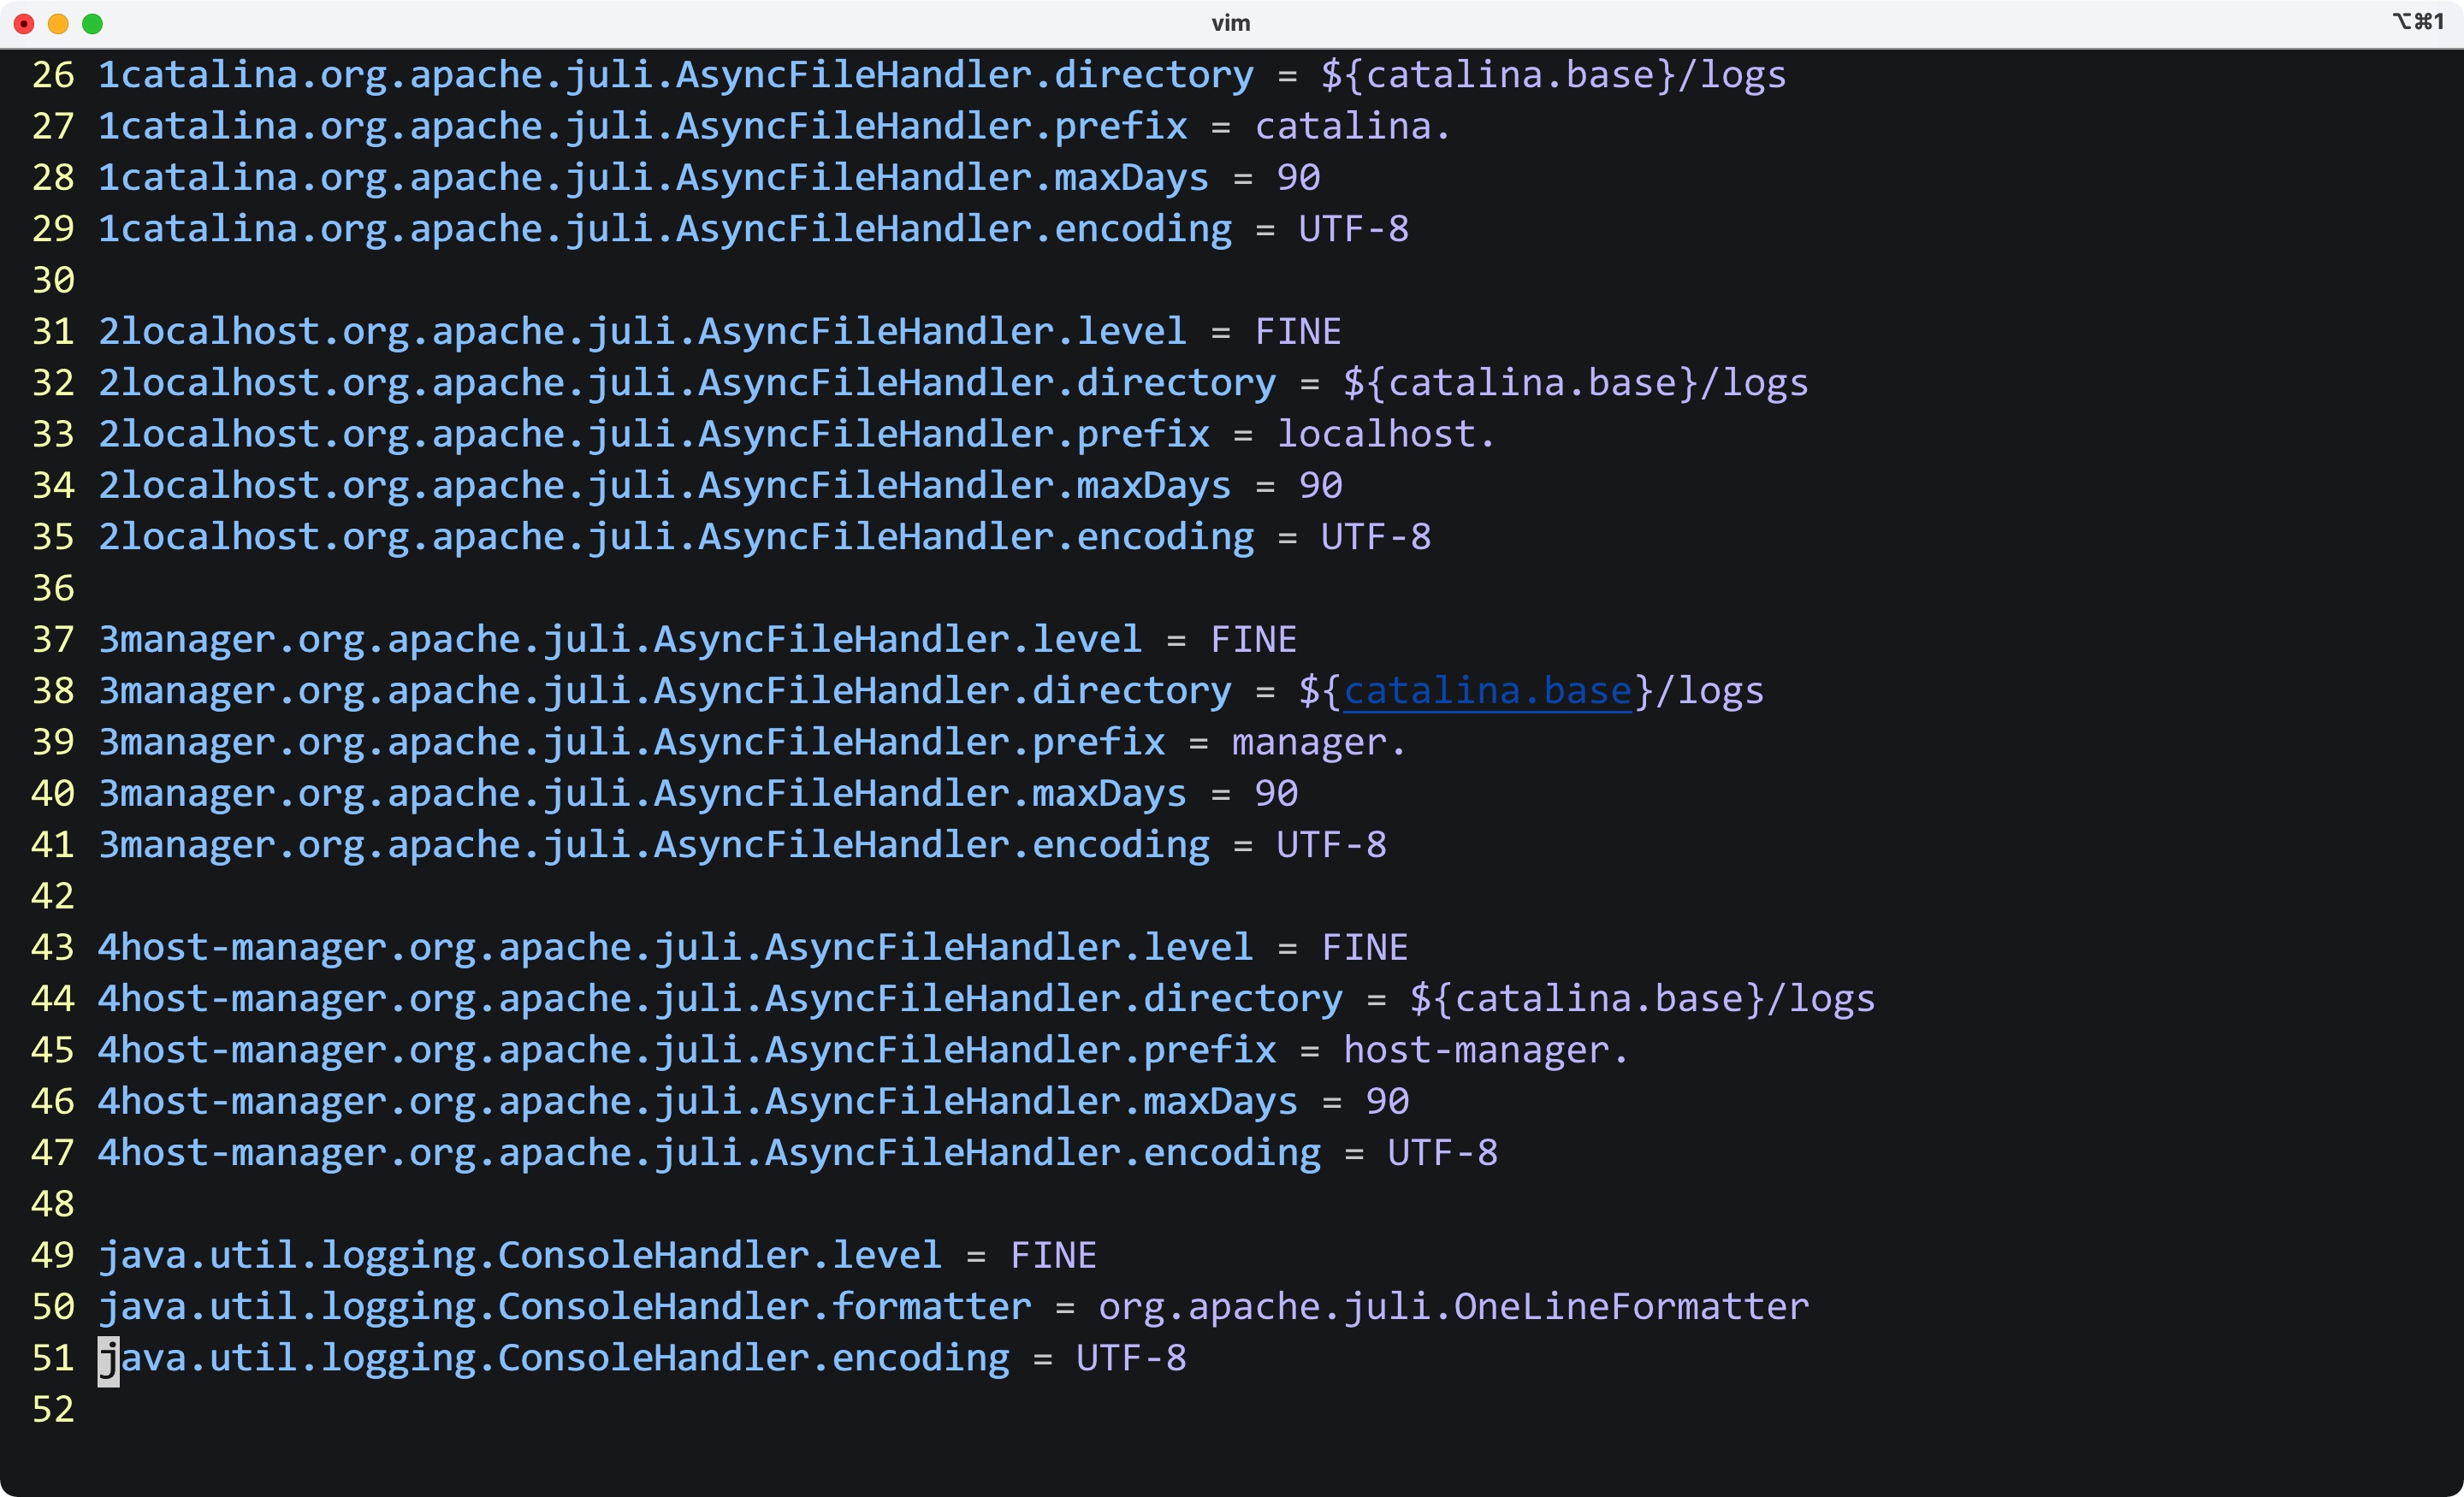 vim
⌥⌘1
26 1catalina.org.apache.juli.AsyncFileHandler.directory = ${catalina.base}/logs
27 1catalina.org.apache.juli.AsyncFileHandler.prefix = catalina.
28 1catalina.org.apache.juli.AsyncFileHandler.maxDays = 90
29 1catalina.org.apache.juli.AsyncFileHandler.encoding = UTF-8
30
31 2localhost.org.apache.juli.AsyncFileHandler.level = FINE
32 2localhost.org.apache.juli.AsyncFileHandler.directory = ${catalina.base}/logs
33 2localhost.org.apache.juli.AsyncFileHandler.prefix = localhost.
34 2localhost.org.apache.juli.AsyncFileHandler.maxDays = 90
35 2localhost.org.apache.juli.AsyncFileHandler.encoding = UTF-8
36
37 3manager.org.apache.juli.AsyncFileHandler.level = FINE
38 3manager.org.apache.juli.AsyncFileHandler.directory = ${catalina.base}/logs
39 3manager.org.apache.juli.AsyncFileHandler.prefix = manager.
40 3manager.org.apache.juli.AsyncFileHandler.maxDays = 90
41 3manager.org.apache.juli.AsyncFileHandler.encoding = UTF-8
42
43 4host-manager.org.apache.juli.AsyncFileHandler.level = FINE
44 4host-manager.org.apache.juli.AsyncFileHandler.directory = ${catalina.base}/logs
45 4host-manager.org.apache.juli.AsyncFileHandler.prefix = host-manager.
46 4host-manager.org.apache.juli.AsyncFileHandler.maxDays = 90
47 4host-manager.org.apache.juli.AsyncFileHandler.encoding = UTF-8
48
49 java.util.logging.ConsoleHandler.level = FINE
50 java.util.logging.ConsoleHandler.formatter = org.apache.juli.OneLineFormatter
51 java.util.logging.ConsoleHandler.encoding = UTF-8
52